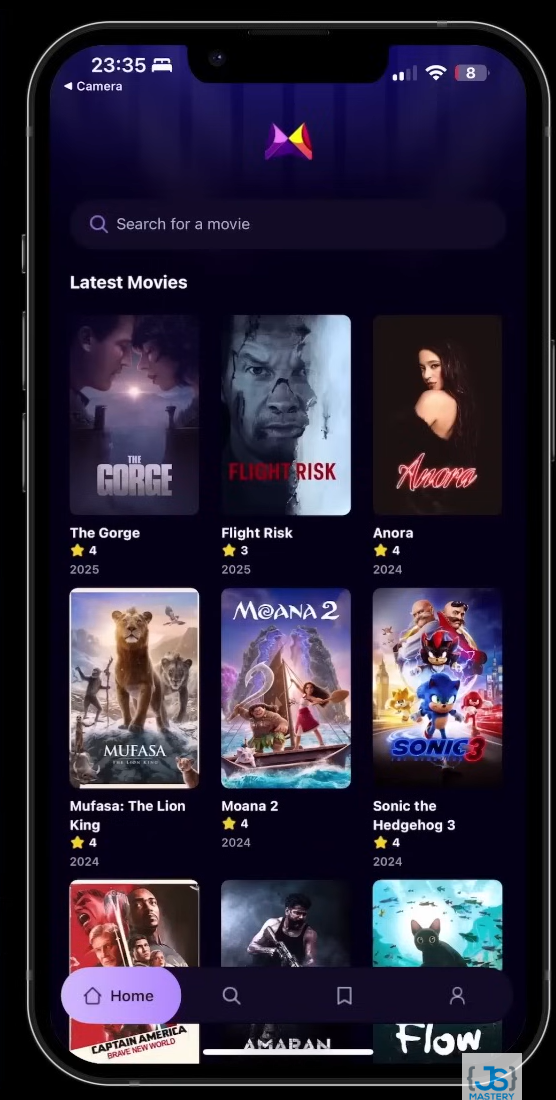 23:35
8
◀ Camera
Search for a movie
Latest Movies
THE
GORGE
FLIGHT RISK
Anora
The Gorge
4
2025
Flight Risk
3
2025
Anora
4
2024
MUFASA
THE LION KING
MOANA 2
SONIC 3
THE HEDGEHOG
Mufasa: The Lion
King
4
2024
Moana 2
4
2024
Sonic the
Hedgehog 3
4
2024
Home
CAPTAIN AMERICA
BRAVE NEW WORLD
AMARAN
Flow
{JS}
MASTERY